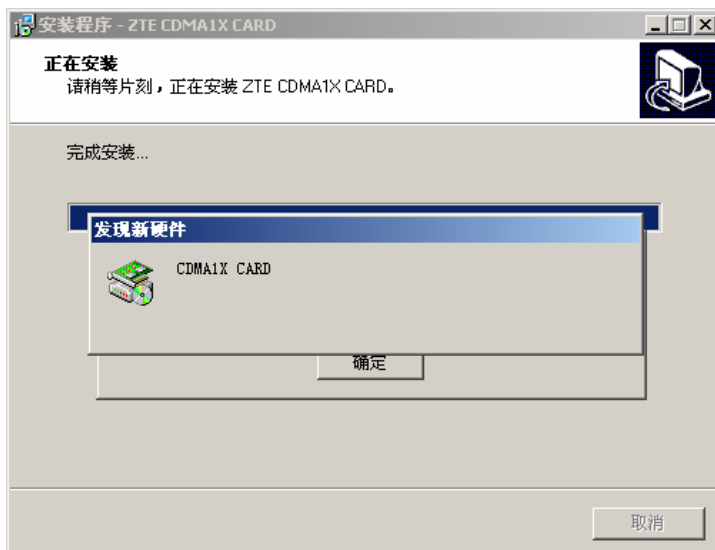 安装程序 - ZTE CDMA1X CARD
正在安装
请稍等片刻，正在安装 ZTE CDMA1X CARD。
完成安装...
发现新硬件
CDMA1X CARD
确定
取消